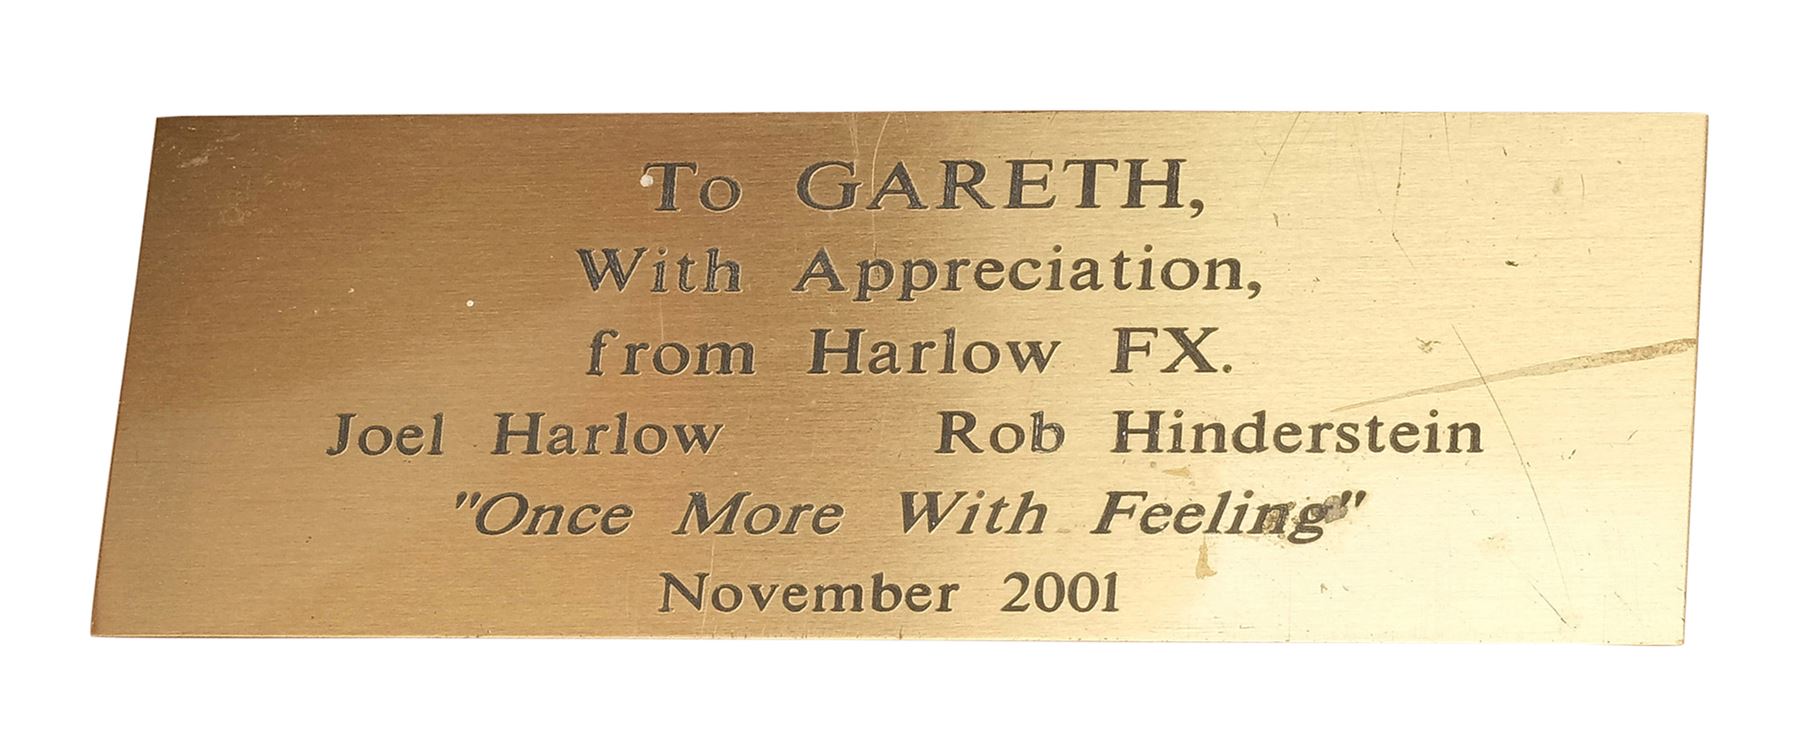 To GARETH,
With Appreciation,
from Harlow FX.
Joel Harlow Rob Hinderstein
"Once More With Feeling"
November 2001